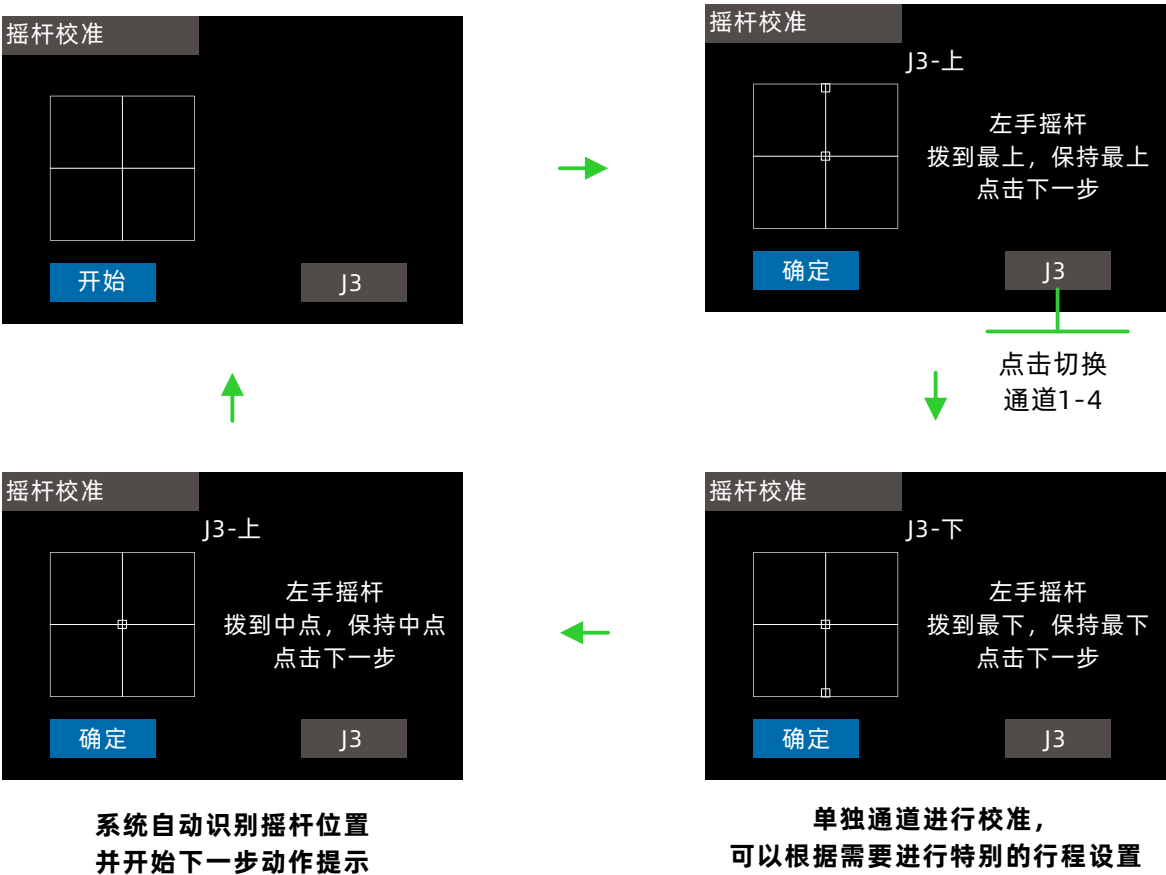 摇杆校准
开始
J3
摇杆校准
J3-上
左手摇杆
拨到最上，保持最上
点击下一步
确定
J3
点击切换
通道1-4
摇杆校准
J3-上
左手摇杆
拨到中点，保持中点
点击下一步
确定
J3
系统自动识别摇杆位置
并开始下一步动作提示
摇杆校准
J3-下
左手摇杆
拨到最下，保持最下
点击下一步
确定
J3
单独通道进行校准，
可以根据需要进行特别的行程设置